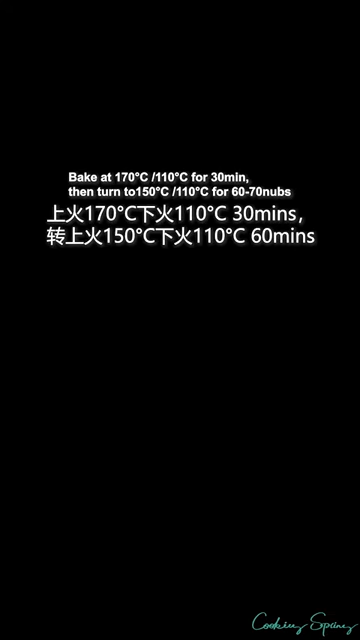 Bake at 170°C /110°C for 30min,
then turn to150°C /110°C for 60-70nubs
上火170°C下火110°C 30mins，
转上火150°C下火110°C 60mins
Cooking Spring